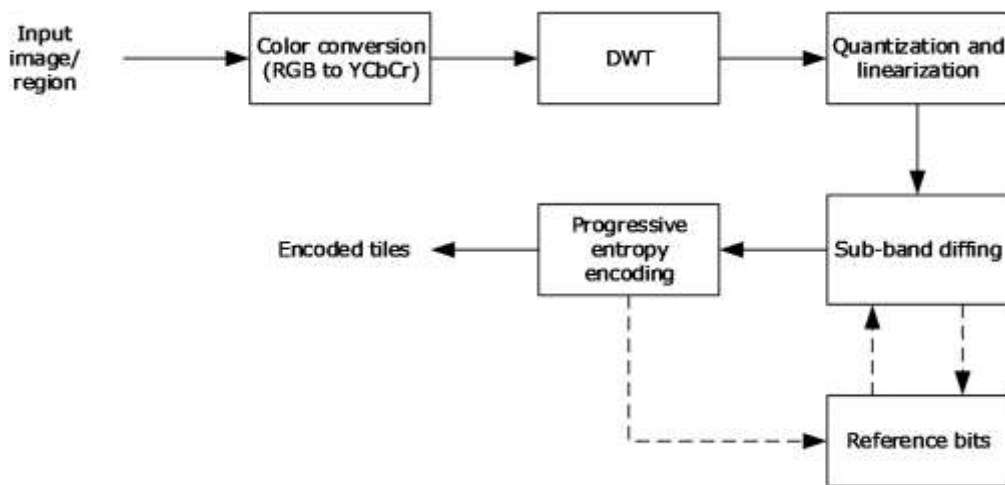 Input
image/
region
Color conversion
(RGB to YCbCr)
DWT
Quantization and
linearization
Encoded tiles
Progressive
entropy
encoding
Sub-band diffing
Reference bits